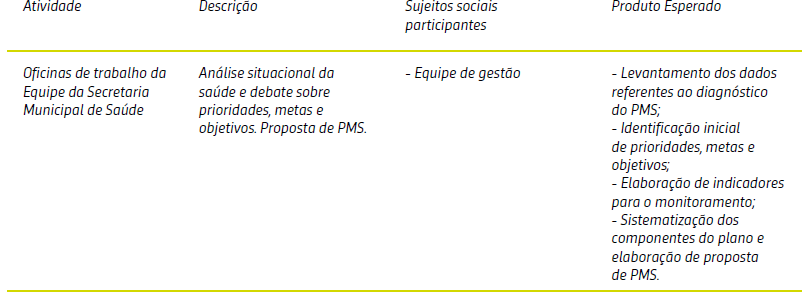 Atividade
Descrição
Sujeitos sociais
participantes
Produto Esperado
Oficinas de trabalho da
Equipe da Secretaria
Municipal de Saúde
Análise situacional da
saúde e debate sobre
prioridades, metas e
objetivos. Proposta de PMS.
- Equipe de gestão
- Levantamento dos dados
referentes ao diagnóstico
do PMS;
- Identificação inicial
de prioridades, metas e
objetivos;
- Elaboração de indicadores
para o monitoramento;
- Sistematização dos
componentes do plano e
elaboração de proposta
de PMS.